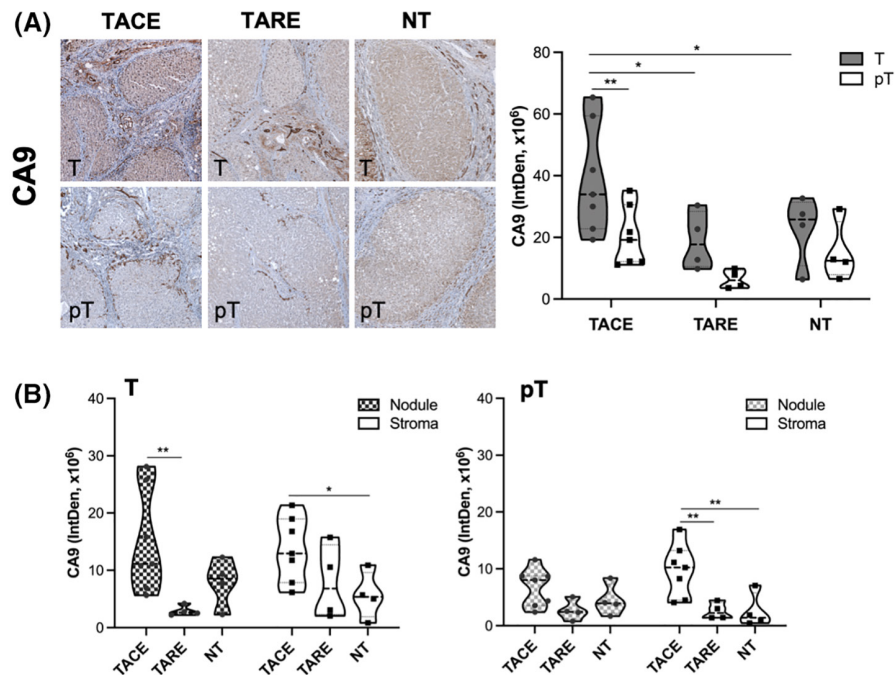 (A)
TACE
TARE
NT
CA9
T
T
T
pT
pT
pT
CA9 (IntDen, x10⁶)
80
60
40
20
0
*
*
**
T
pT
TACE
TARE
NT
(B)
T
CA9 (IntDen, x10⁶)
40
30
20
10
0
**
*
Nodule
Stroma
TACE
TARE
NT
TACE
TARE
NT
pT
CA9 (IntDen, x10⁶)
40
30
20
10
0
**
**
Nodule
Stroma
TACE
TARE
NT
TACE
TARE
NT